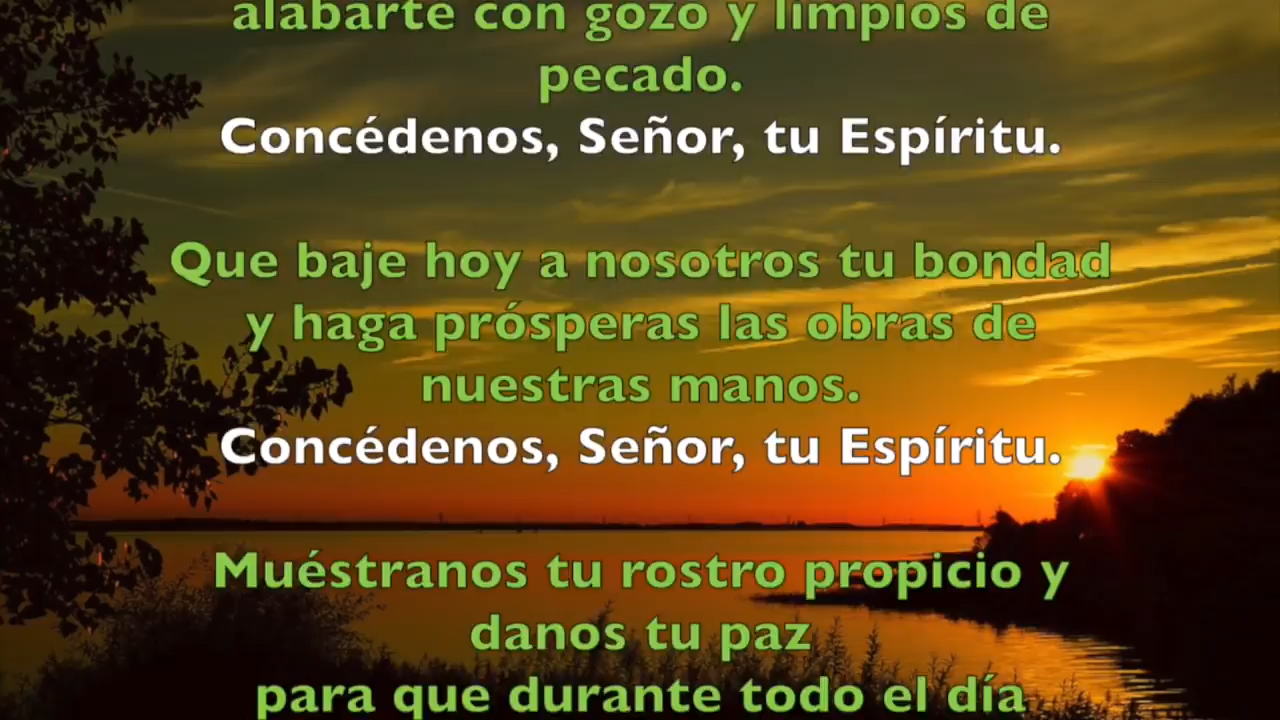 alabarte con gozo y limpios de
pecado.
Concédenos, Señor, tu Espíritu.
Que baje hoy a nosotros tu bondad
y haga prósperas las obras de
nuestras manos.
Concédenos, Señor, tu Espíritu.
Muéstranos tu rostro propicio y
danos tu paz
para que durante todo el día